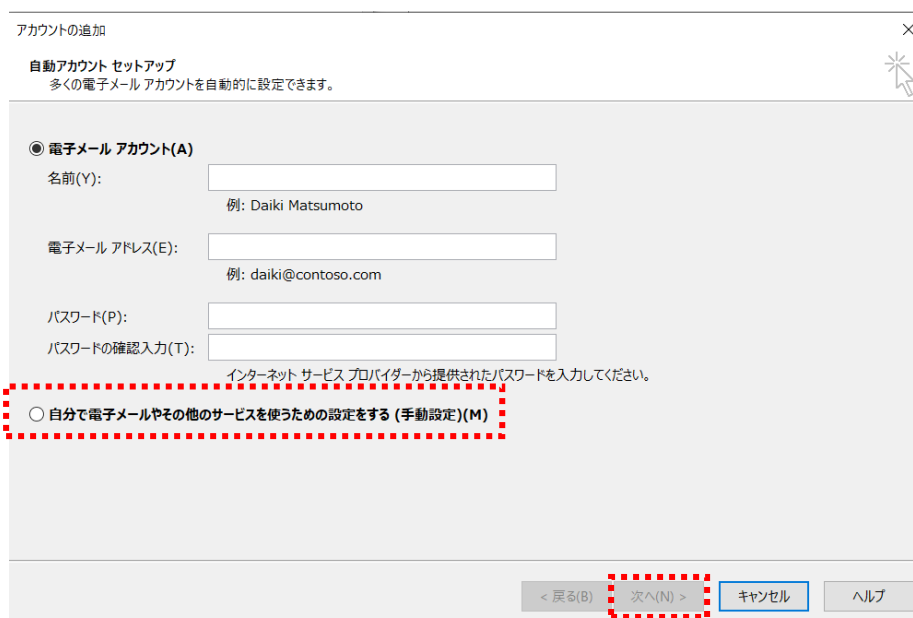 アカウントの追加
自動アカウント セットアップ
多くの電子メール アカウントを自動的に設定できます。
電子メール アカウント(A)
名前(Y):
例: Daiki Matsumoto
電子メール アドレス(E):
例: daiki@contoso.com
パスワード(P):
パスワードの確認入力(T):
インターネット サービス プロバイダーから提供されたパスワードを入力してください。
自分で電子メールやその他のサービスを使うための設定をする (手動設定)(M)
< 戻る(B) 次へ(N) > キャンセル ヘルプ